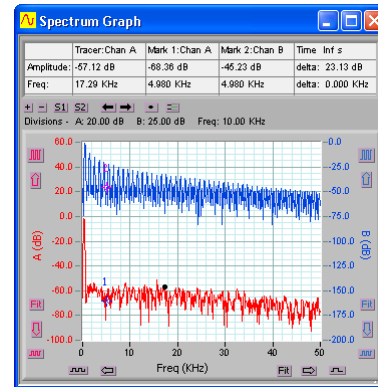 Spectrum Graph
Tracer:Chan A Mark 1:Chan A Mark 2:Chan B Time Inf s
Amplitude: -57.12 dB -68.36 dB -45.23 dB delta: 23.13 dB
Freq: 17.29 KHz 4.980 KHz 4.980 KHz delta: 0.000 KHz
+ - S1 S2
Divisions - A: 20.00 dB B: 25.00 dB Freq: 10.00 KHz
60.0 -0.0
40.0 -25.0
20.0 -50.0
0.0 -75.0
-20.0 -100.0
-40.0 -125.0
-60.0 -150.0
-80.0 -175.0
-100.0 -200.0
A (dB)
B (dB)
Fit Fit
1
0 10 20 30 40 50
Freq (KHz)
Fit